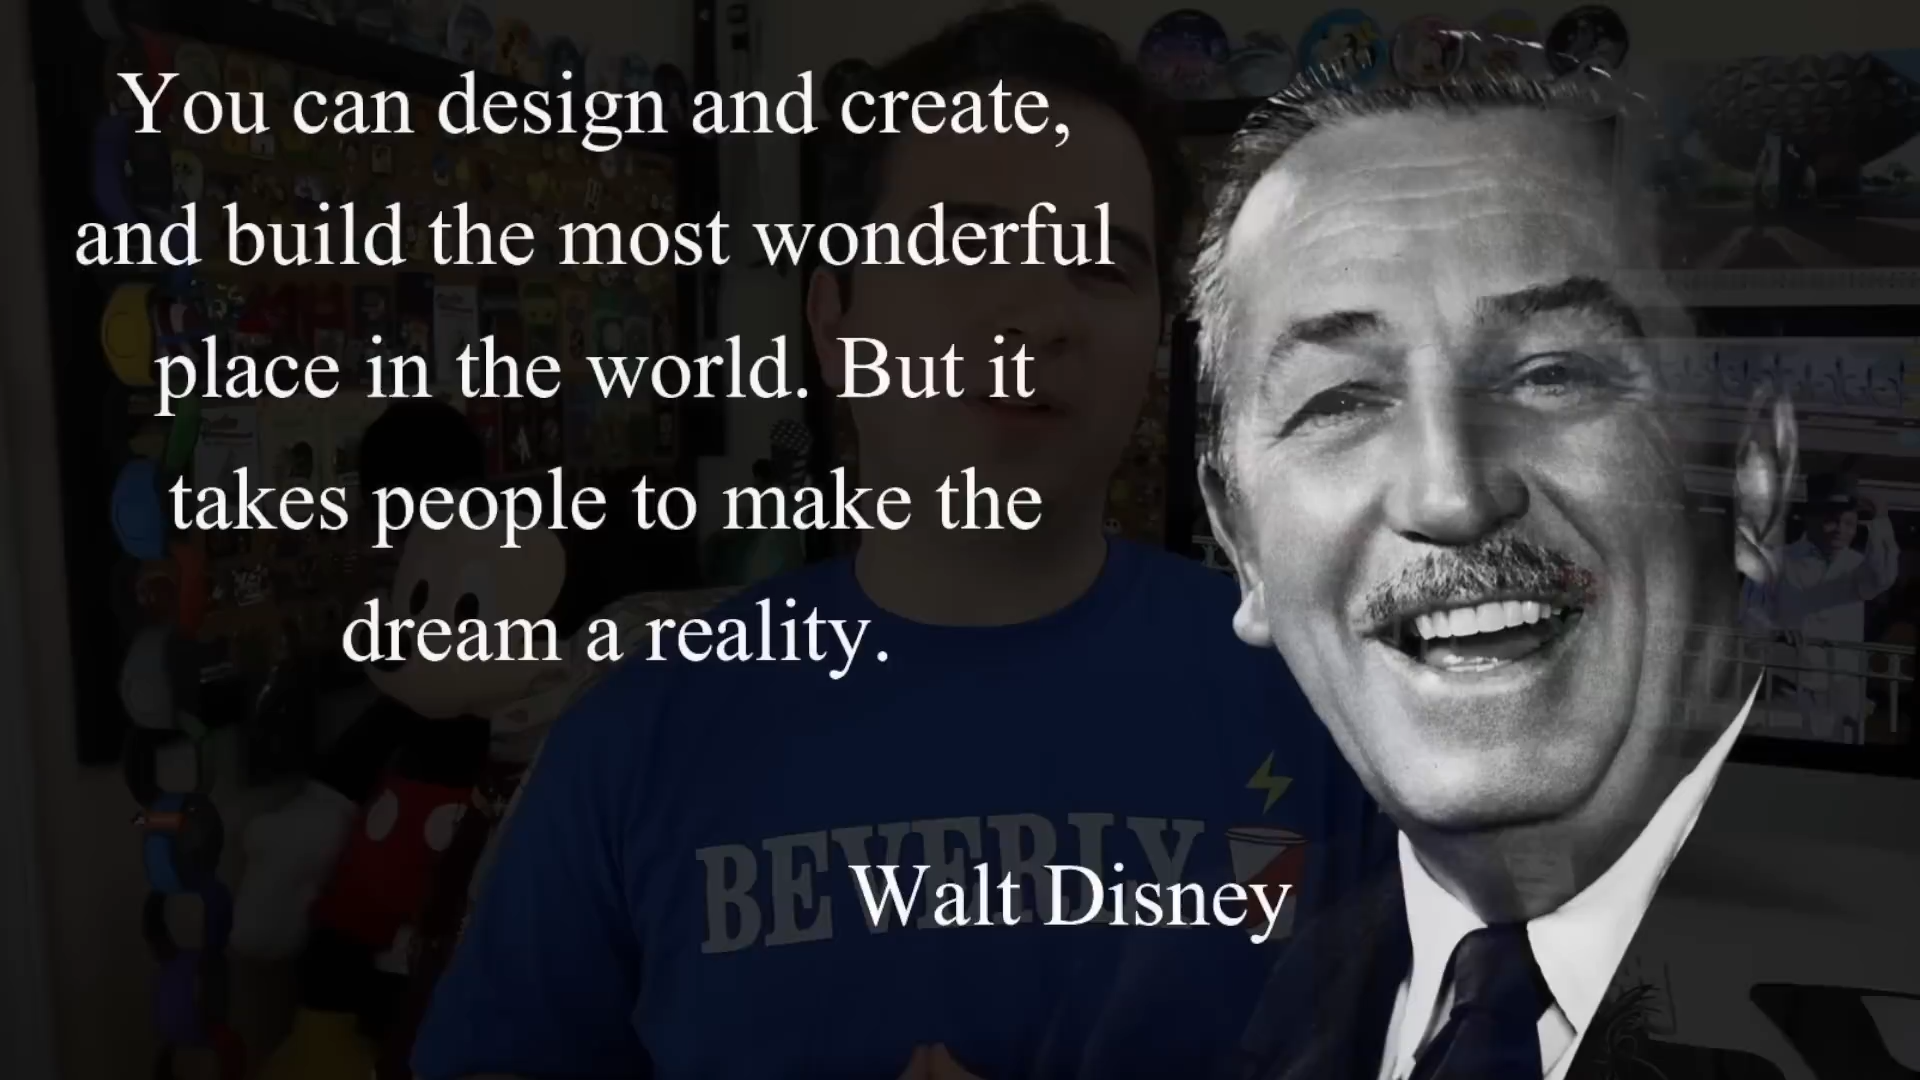 You can design and create,
and build the most wonderful
place in the world. But it
takes people to make the
dream a reality.
BEVERLY
Walt Disney